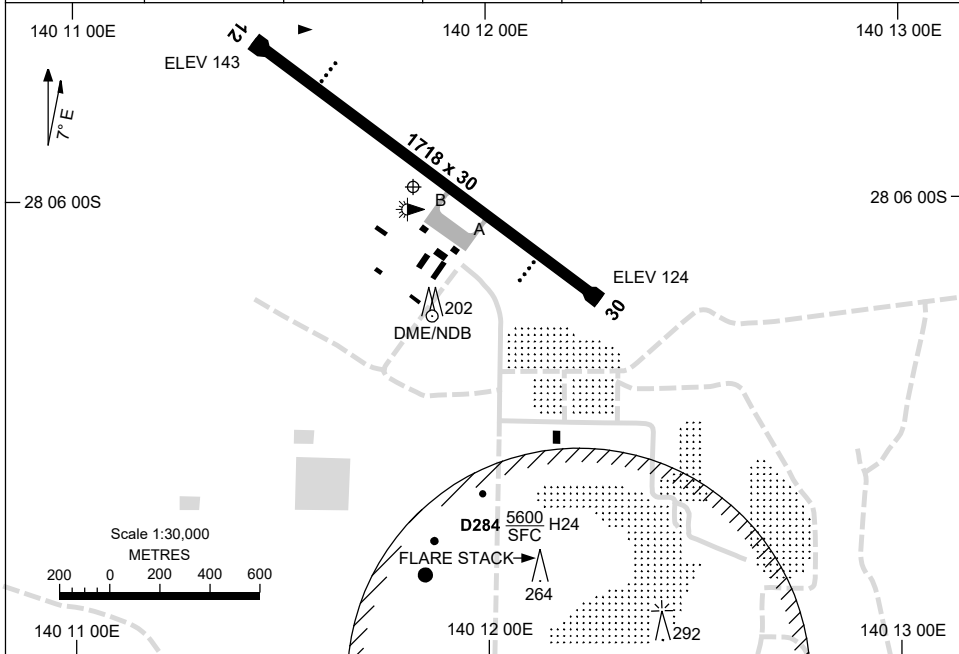 140 11 00E
140 12 00E
140 13 00E
12
ELEV 143
7° E
1718 x 30
28 06 00S
28 06 00S
B
A
ELEV 124
30
202
DME/NDB
D284 5600 H24
SFC
Scale 1:30,000
METRES
FLARE STACK
200 0 200 400 600
264
292
140 11 00E
140 12 00E
140 13 00E